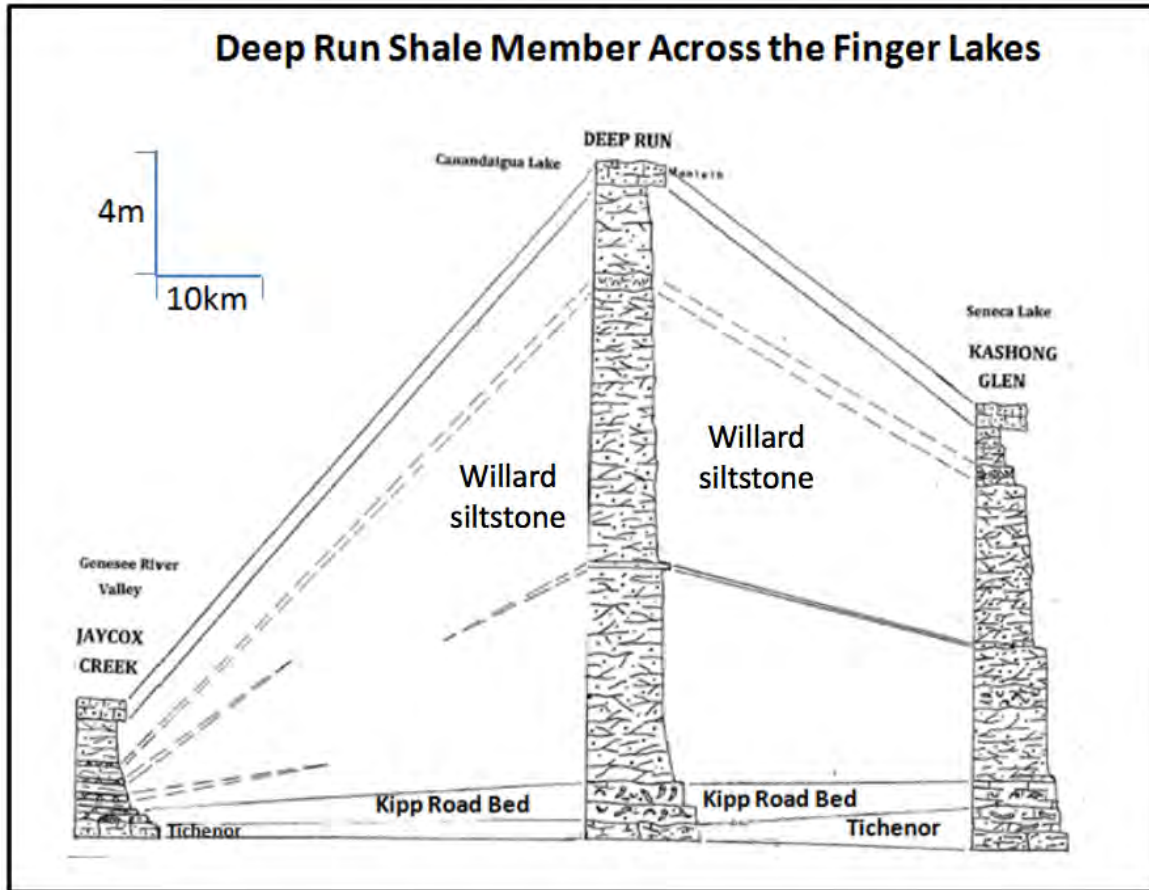 Deep Run Shale Member Across the Finger Lakes
DEEP RUN
Canandaigua Lake
Menteth
4m
10km
Seneca Lake
KASHONG
GLEN
Willard
siltstone
Willard
siltstone
Genesee River
Valley
JAYCOX
CREEK
Kipp Road Bed
Kipp Road Bed
Tichenor
Tichenor